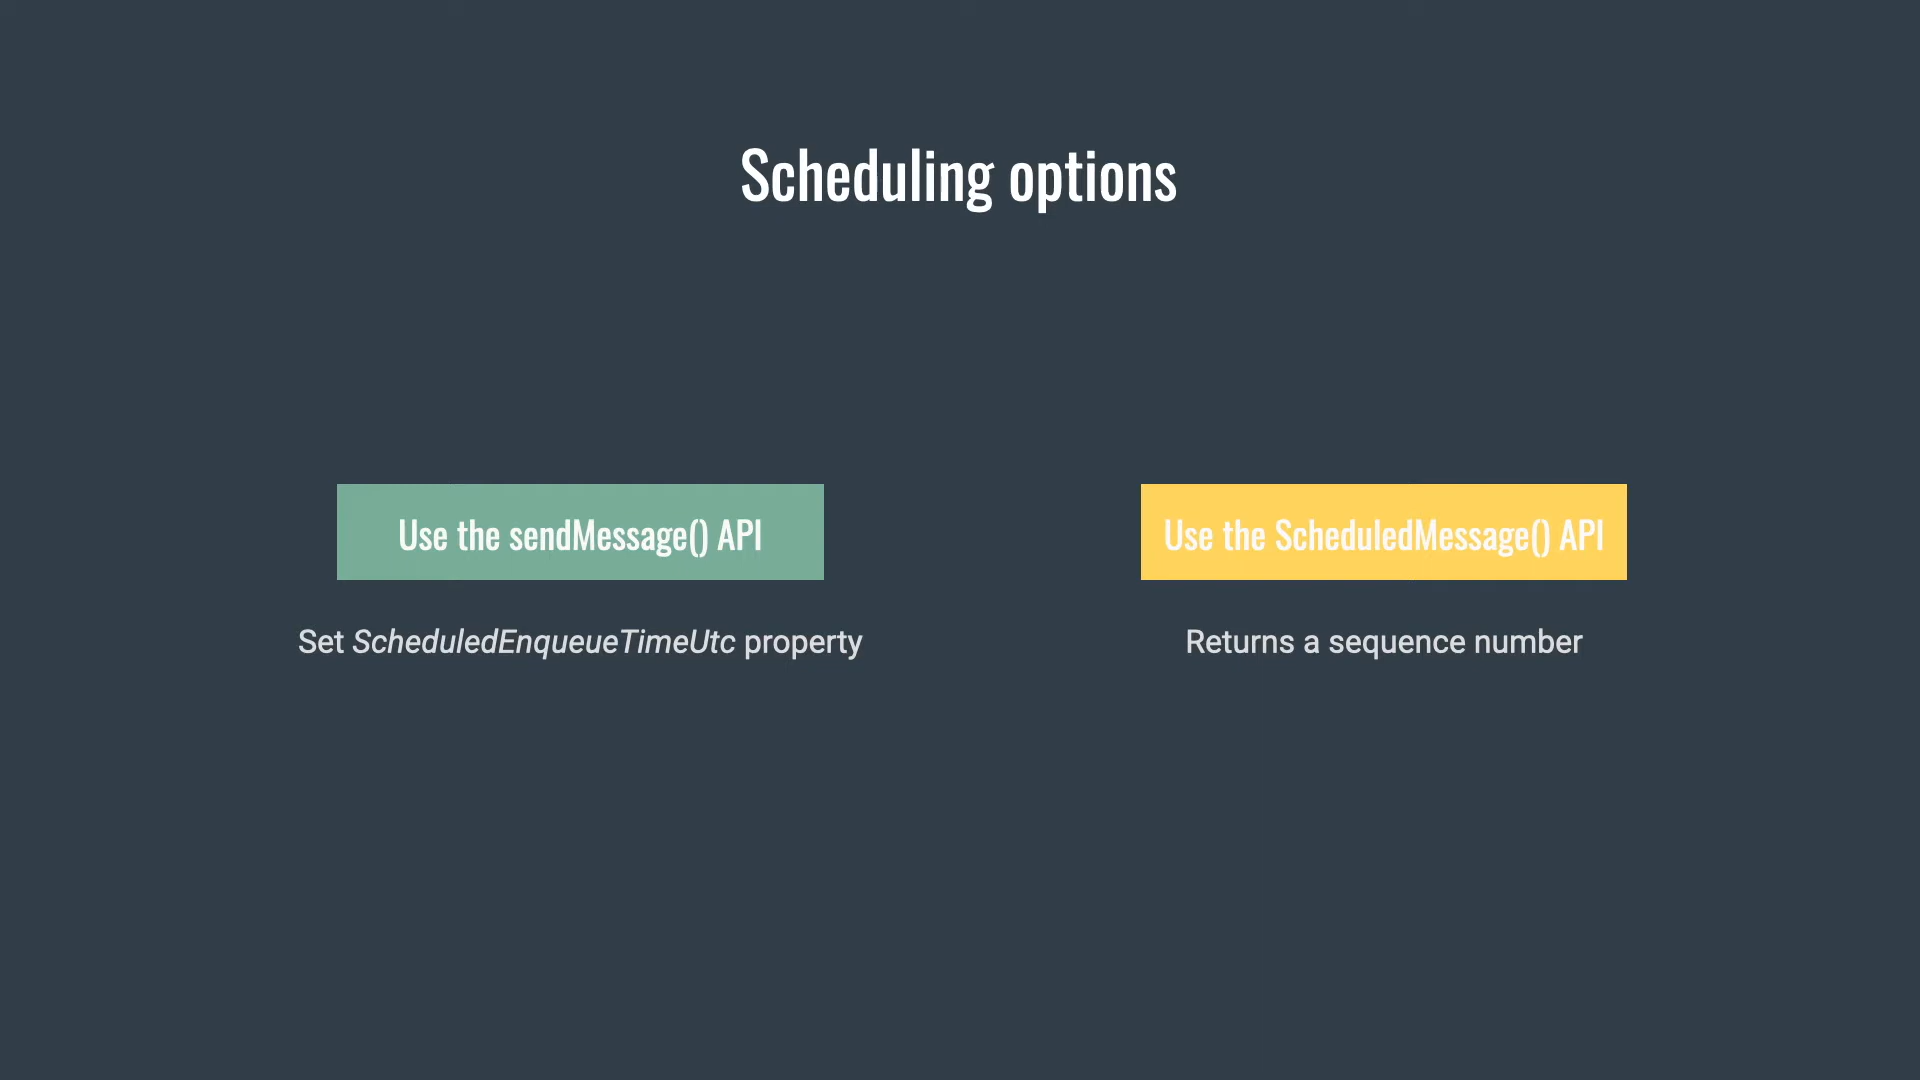 Scheduling options
Use the sendMessage() API
Set ScheduledEnqueueTimeUtc property
Use the ScheduledMessage() API
Returns a sequence number